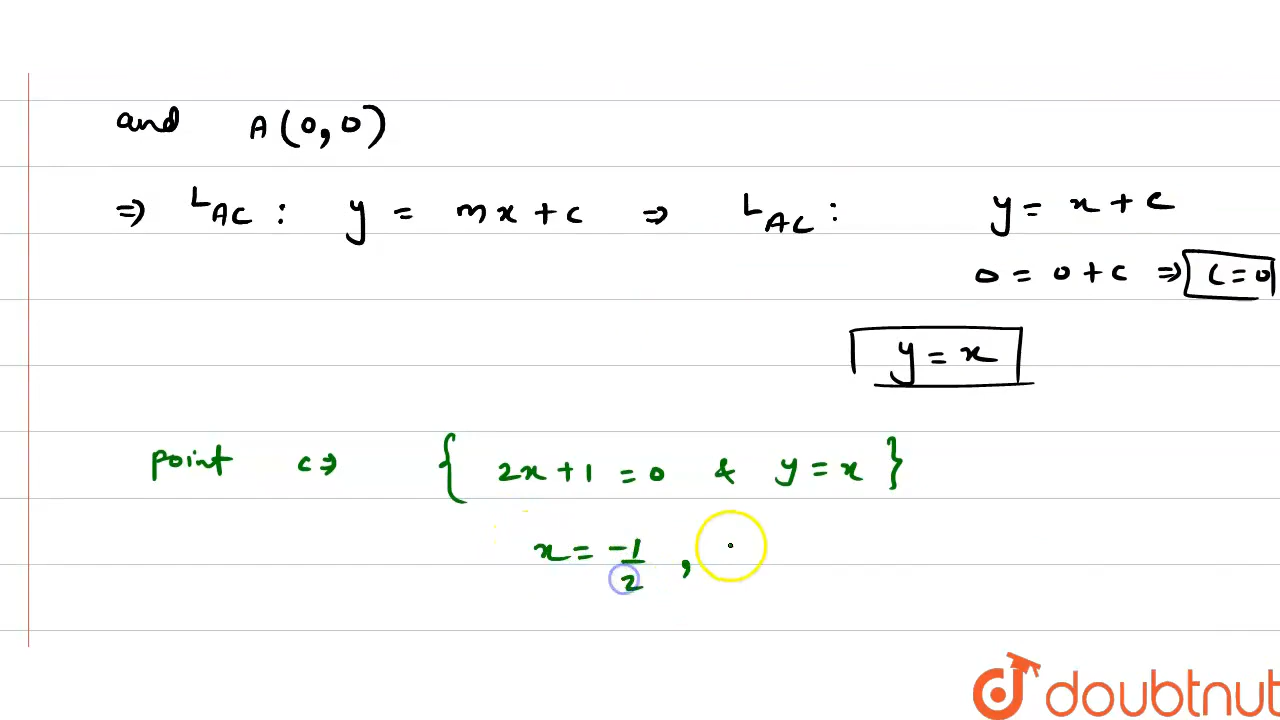 and A(0,0)
⇒ L_AC : y = mx + c ⇒ L_AC : y = x + c
0 = 0 + c ⇒ C = 0
y = x
point c ⇒ { 2x + 1 = 0 & y = x }
x = -1/2 ,
doubtnut